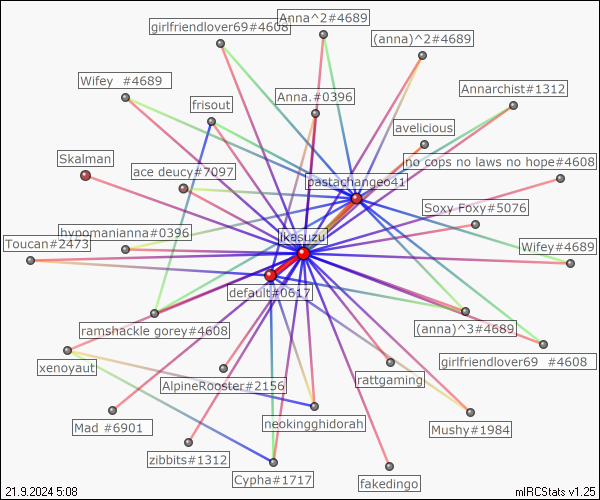 Anna^2#4689
girlfriendlover69#4608
(anna)^2#4689
Wifey #4689
Annarchist#1312
Anna.#0396
frisout
avelicious
Skalman
no cops no laws no hope#4608
ace deucy#7097
pastachangeo41
Soxy Foxy#5076
hypomanianna#0396
ikasuzu
Toucan#2473
Wifey#4689
default#0617
ramshackle gorey#4608
(anna)^3#4689
girlfriendlover69 #4608
xenoyaut
rattgaming
AlpineRooster#2156
neokingghidorah
Mad #6901
Mushy#1984
zibbits#1312
Cypha#1717
fakedingo
21.9.2024 5:08
mIRCStats v1.25